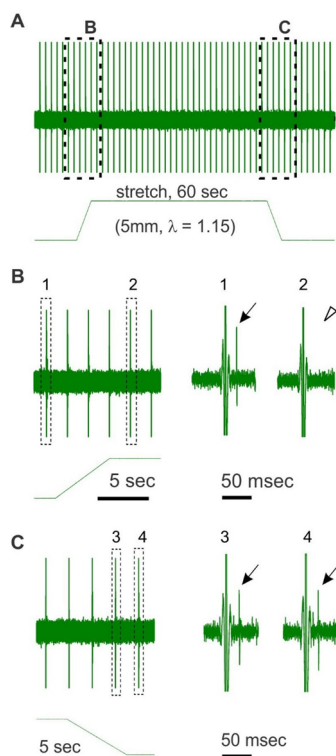 A
B
C
stretch, 60 sec
(5mm, λ = 1.15)
B
1
2
1
2
5 sec
50 msec
C
3
4
3
4
5 sec
50 msec